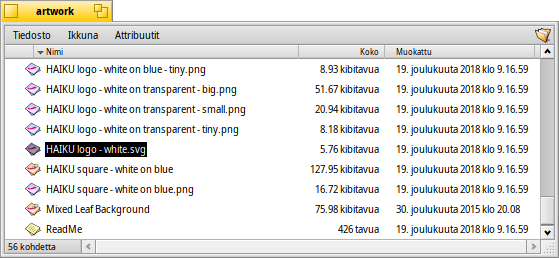 artwork
Tiedosto Ikkuna Attribuutit
Nimi Koko Muokattu
HAIKU logo - white on blue - tiny.png 8.93 kibitavua 19. joulukuuta 2018 klo 9.16.59
HAIKU logo - white on transparent - big.png 51.67 kibitavua 19. joulukuuta 2018 klo 9.16.59
HAIKU logo - white on transparent - small.png 20.94 kibitavua 19. joulukuuta 2018 klo 9.16.59
HAIKU logo - white on transparent - tiny.png 8.18 kibitavua 19. joulukuuta 2018 klo 9.16.59
HAIKU logo - white.svg 5.76 kibitavua 19. joulukuuta 2018 klo 9.16.59
HAIKU square - white on blue 127.95 kibitavua 19. joulukuuta 2018 klo 9.16.59
HAIKU square - white on blue.png 16.72 kibitavua 19. joulukuuta 2018 klo 9.16.59
Mixed Leaf Background 75.98 kibitavua 30. joulukuuta 2015 klo 20.08
ReadMe 426 tavua 19. joulukuuta 2018 klo 9.16.59
56 kohdetta